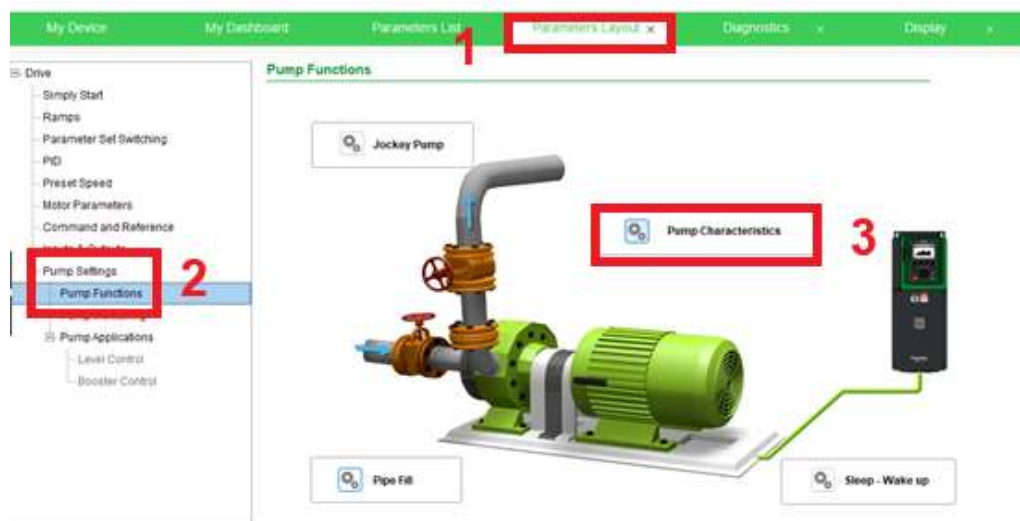 My Device My Dashboard Parameters List Parameters Layout x Diagnostics x Display x
1
Drive
Simply Start
Ramps
Parameter Set Switching
PID
Preset Speed
Motor Parameters
Command and Reference
Pump Settings
Pump Functions
2
Pump Applications
Level Control
Booster Control
Pump Functions
Jockey Pump
Pump Characteristics
3
Pipe Fill
Sleep - Wake up